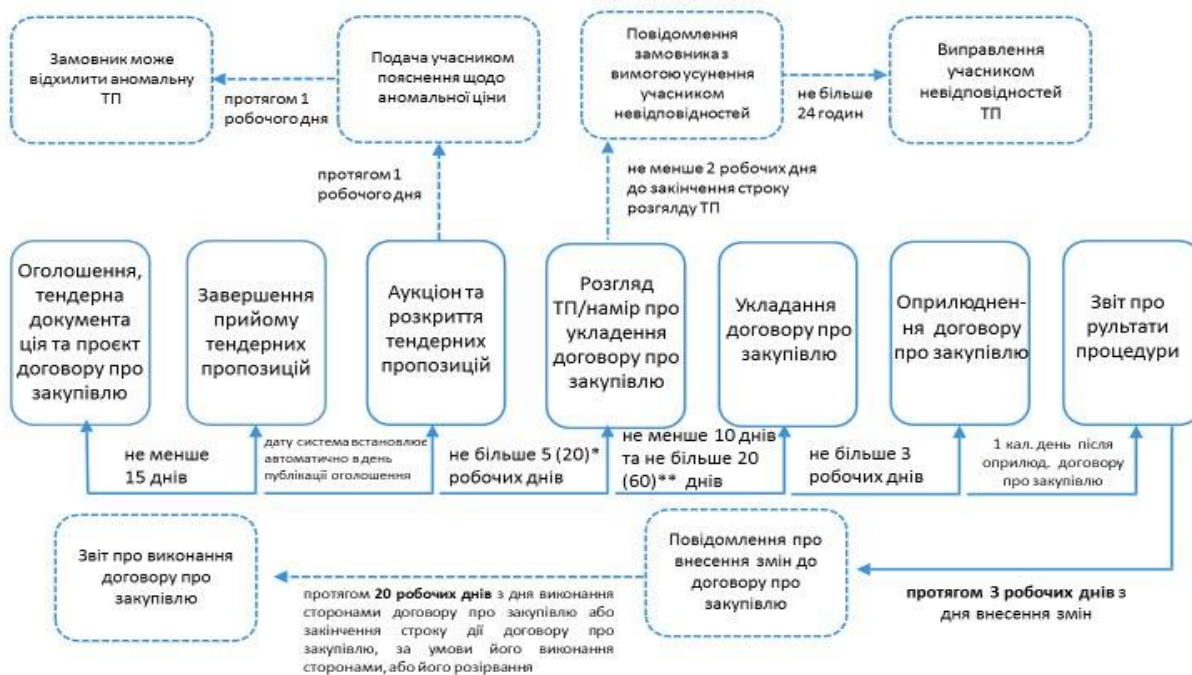 Замовник може
відхилити аномальну
ТП
протягом 1
робочого дня
Подача учасником
пояснення щодо
аномальної ціни
Повідомлення
замовника з
вимогою усунення
учасником
невідповідностей
не більше
24 годин
Виправлення
учасником
невідповідностей
ТП
протягом 1
робочого дня
не менше 2 робочих дня
до закінчення строку
розгялду ТП
Оголошення,
тендерна
документа
ція та проєкт
договору про
закупівлю
Завершення
прийому
тендерних
пропозицій
Аукціон та
розкриття
тендерних
пропозицій
Розгляд
ТП/намір про
укладення
договору про
закупівлю
Укладання
договору про
закупівлю
Оприлюднен-
ня договору
про закупівлю
Звіт про
рультати
процедури
не менше
15 днів
дату система встановлює
автоматично в день
публікації оголошення
не більше 5 (20)*
робочих днів
не менше 10 днів
та не більше 20
(60)** днів
не більше 3
робочих днів
1 кал. день після
оприлюд. договору
про закупівлю
Звіт про виконання
договору про
закупівлю
протягом 20 робочих днів з дня виконання
сторонами договору про закупівлю або
закінчення строку дії договору про
закупівлю, за умови його виконання
сторонами, або його розірвання
Повідомлення про
внесення змін до
договору про
закупівлю
протягом 3 робочих днів з
дня внесення змін